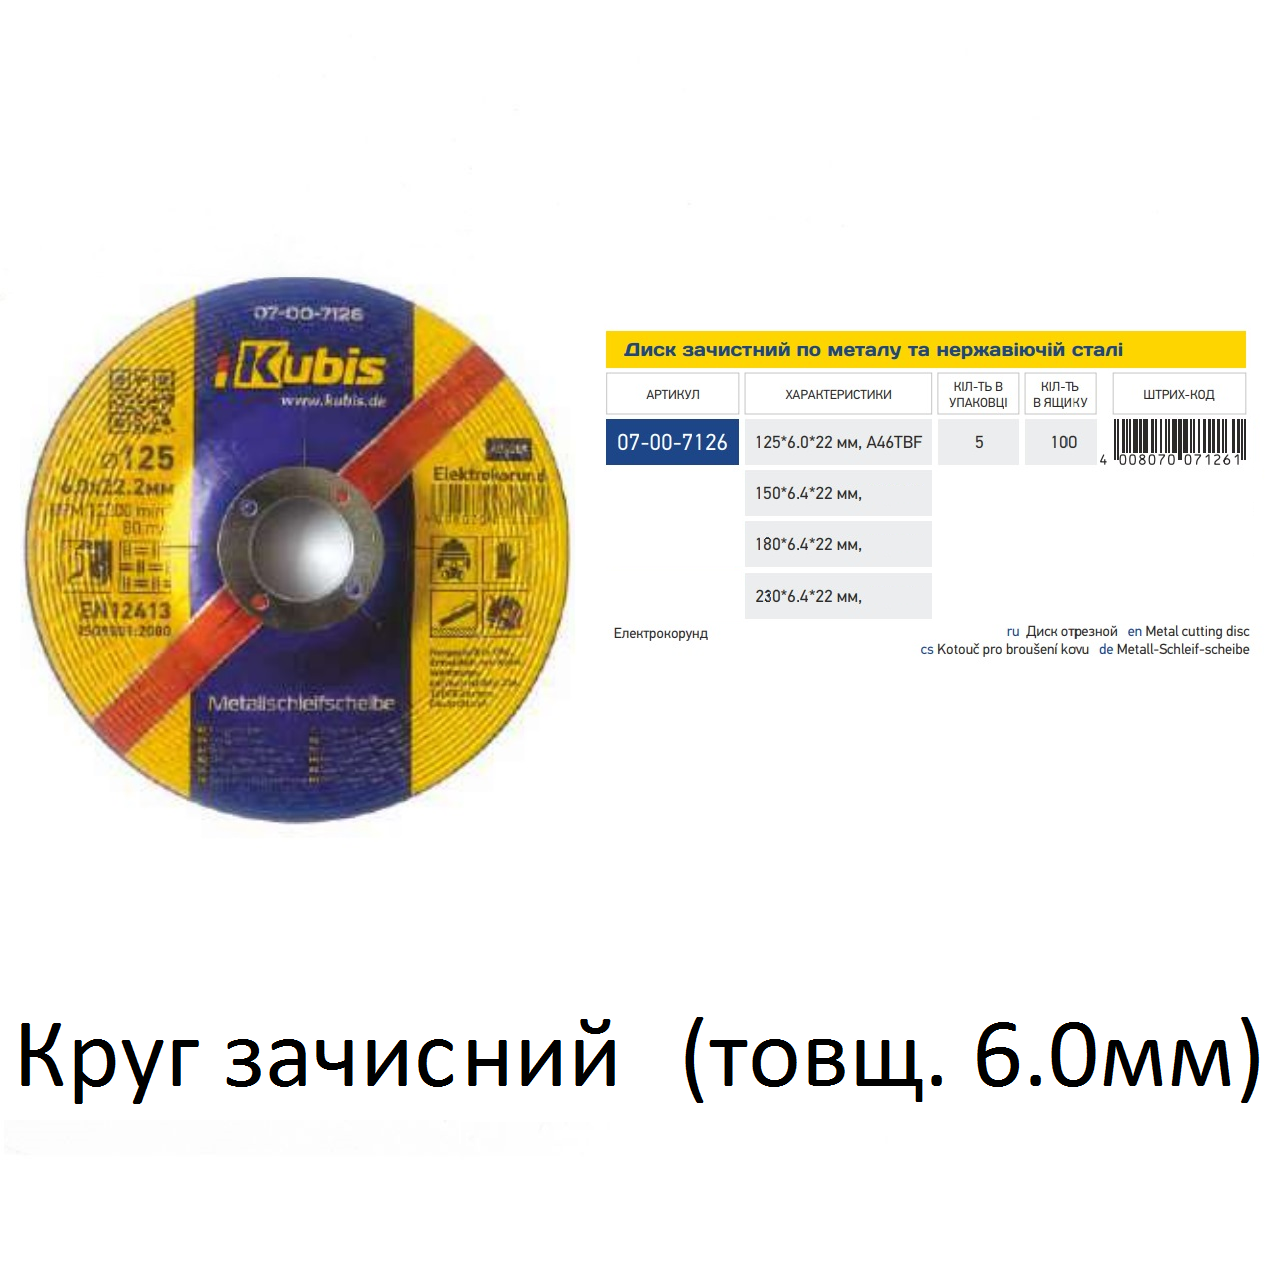 07-00-7126
Kubis
www.kubis.de
Ø125
6.0x22.2мм
EN12413
Elektrokorund
Metallschleifscheibe
Диск зачистний по металу та нержавіючій сталі
АРТИКУЛ ХАРАКТЕРИСТИКИ КІЛ-ТЬ В УПАКОВЦІ КІЛ-ТЬ В ЯЩИКУ ШТРИХ-КОД
07-00-7126 125*6.0*22 мм, A46TBF 5 100 4 008070 071261
150*6.4*22 мм,
180*6.4*22 мм,
230*6.4*22 мм,
Електрокорунд
ru Диск отрезной en Metal cutting disc
cs Kotouč pro broušení kovu de Metall-Schleif-scheibe
Круг зачисний (товщ. 6.0мм)